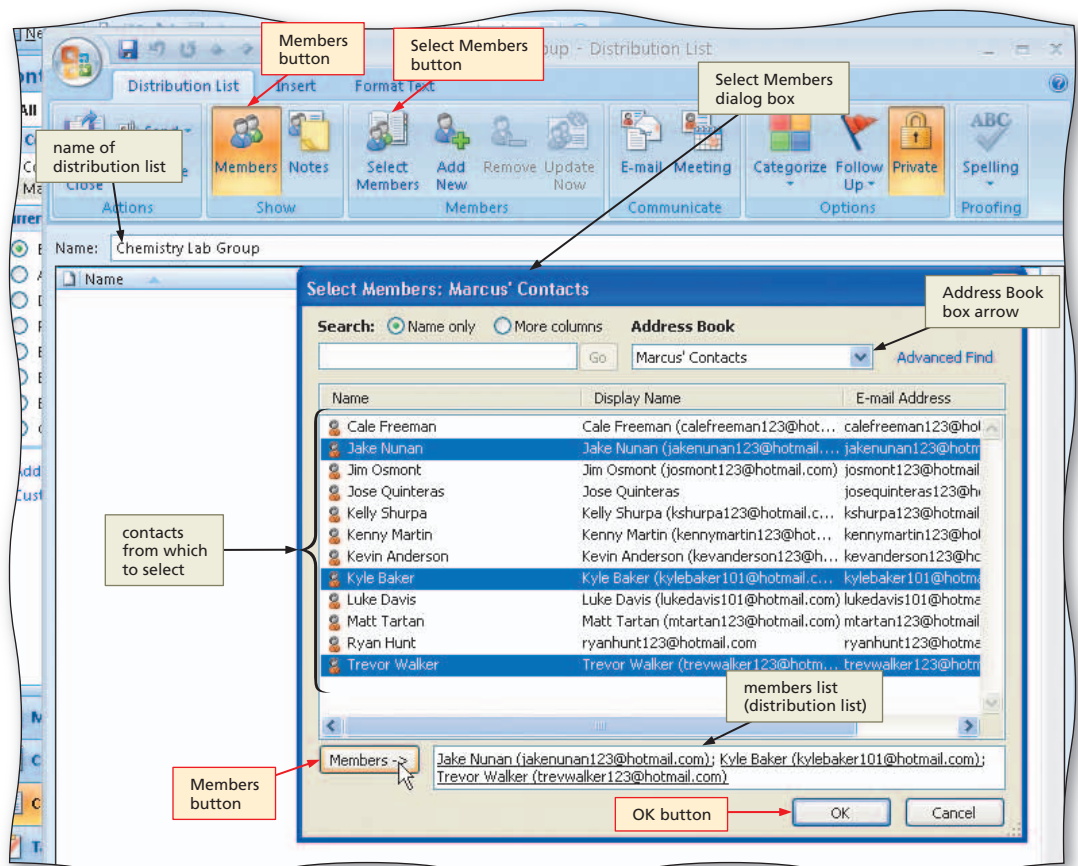 Members
button
Select Members
button
Select Members
dialog box
name of
distribution list
Address Book
box arrow
contacts
from which
to select
members list
(distribution list)
Members
button
OK button
Distribution List
Distribution List
Insert
Format Text
All
Close
Members
Notes
Select
Members
Add
New
Remove
Update
Now
E-mail
Meeting
Categorize
Follow
Up
Private
ABC
Spelling
Actions
Show
Members
Communicate
Options
Proofing
Name: Chemistry Lab Group
Name
Select Members: Marcus' Contacts
Search: Name only More columns Address Book
Go Marcus' Contacts Advanced Find
Name Display Name E-mail Address
Cale Freeman Cale Freeman (calefreeman123@hot... calefreeman123@hot
Jake Nunan Jake Nunan (jakenunan123@hotmail.... jakenunan123@hotm
Jim Osmont Jim Osmont (josmont123@hotmail.com) josmont123@hotmail
Jose Quinteras Jose Quinteras josequinteras123@h
Kelly Shurpa Kelly Shurpa (kshurpa123@hotmail.c... kshurpa123@hotmail
Kenny Martin Kenny Martin (kennymartin123@hot... kennymartin123@hot
Kevin Anderson Kevin Anderson (kevanderson123@h... kevanderson123@hc
Kyle Baker Kyle Baker (kylebaker101@hotmail.c... kylebaker101@hotma
Luke Davis Luke Davis (lukedavis101@hotmail.com) lukedavis101@hotma
Matt Tartan Matt Tartan (mtartan123@hotmail.com) mtartan123@hotmail
Ryan Hunt ryanhunt123@hotmail.com ryanhunt123@hotma
Trevor Walker Trevor Walker (trevwalker123@hotm... trevwalker123@hotm
Members -> Jake Nunan (jakenunan123@hotmail.com); Kyle Baker (kylebaker101@hotmail.com);
Trevor Walker (trevwalker123@hotmail.com)
OK Cancel